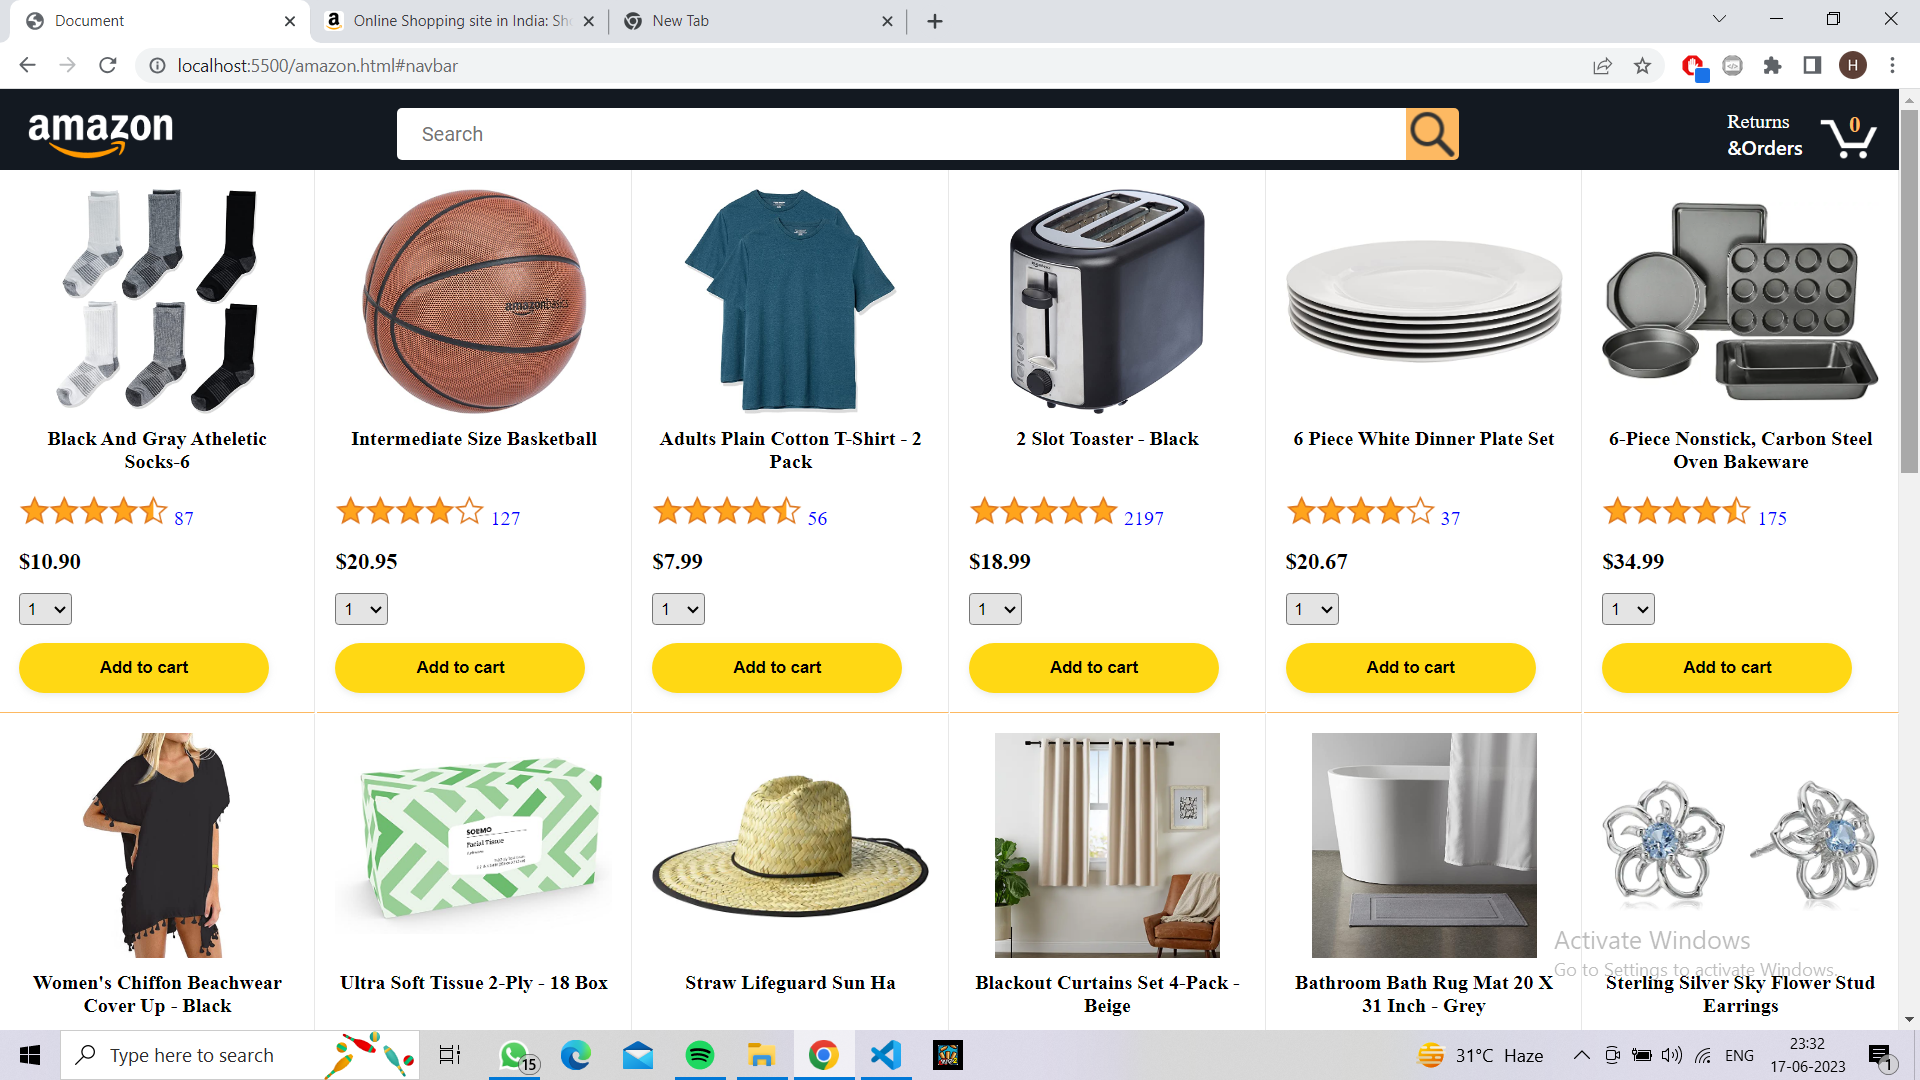 Document
Online Shopping site in India: Sh
New Tab
localhost:5500/amazon.html#navbar
H
amazon
Search
Returns
&Orders
0
amazonbasics
Black And Gray Atheletic
Socks-6
Intermediate Size Basketball
Adults Plain Cotton T-Shirt - 2
Pack
2 Slot Toaster - Black
6 Piece White Dinner Plate Set
6-Piece Nonstick, Carbon Steel
Oven Bakeware
87
127
56
2197
37
175
$10.90
$20.95
$7.99
$18.99
$20.67
$34.99
1
1
1
1
1
1
Add to cart
Add to cart
Add to cart
Add to cart
Add to cart
Add to cart
SOLIMO
Facial Tissue
Women's Chiffon Beachwear
Cover Up - Black
Ultra Soft Tissue 2-Ply - 18 Box
Straw Lifeguard Sun Ha
Blackout Curtains Set 4-Pack -
Beige
Bathroom Bath Rug Mat 20 X
31 Inch - Grey
Sterling Silver Sky Flower Stud
Earrings
Activate Windows
Go to Settings to activate Windows.
Type here to search
15
31°C Haze
ENG
23:32
17-06-2023
1